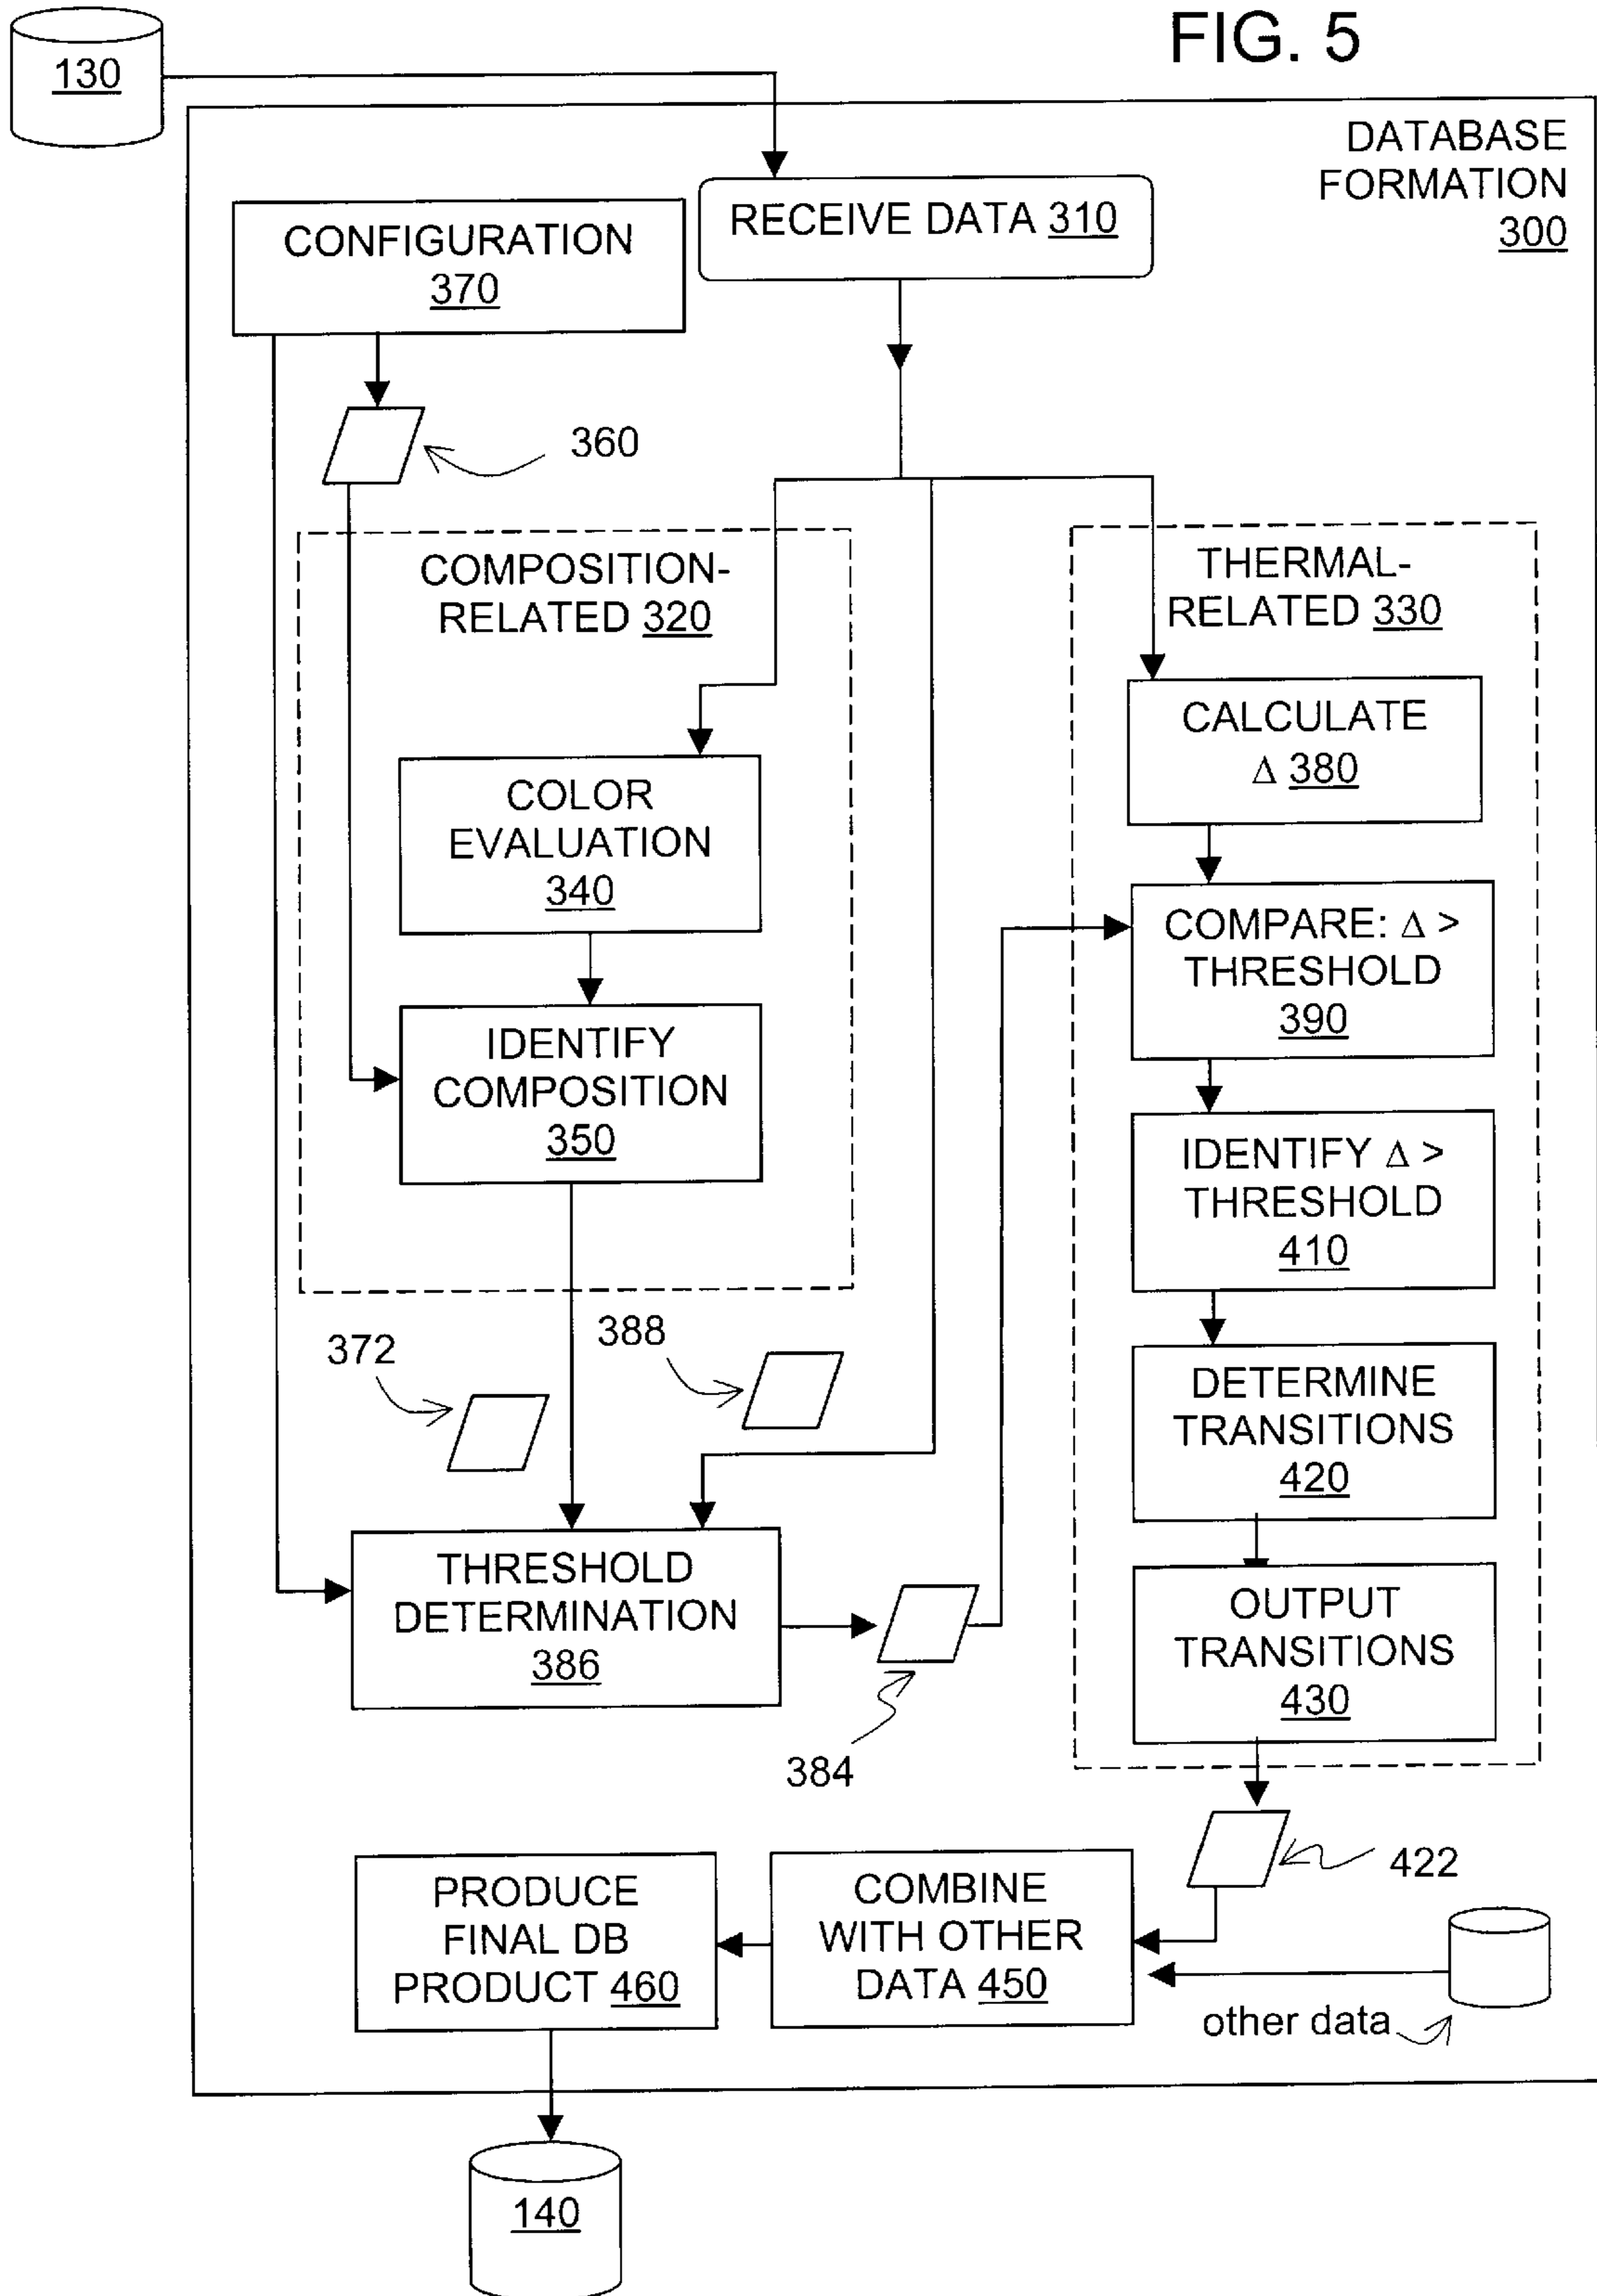 FIG. 5
130
DATABASE
FORMATION
300
CONFIGURATION
370
RECEIVE DATA 310
360
COMPOSITION-
RELATED 320
THERMAL-
RELATED 330
CALCULATE
Δ 380
COLOR
EVALUATION
340
COMPARE: Δ >
THRESHOLD
390
IDENTIFY
COMPOSITION
350
IDENTIFY Δ >
THRESHOLD
410
372
388
DETERMINE
TRANSITIONS
420
THRESHOLD
DETERMINATION
386
384
OUTPUT
TRANSITIONS
430
422
PRODUCE
FINAL DB
PRODUCT 460
COMBINE
WITH OTHER
DATA 450
other data
140